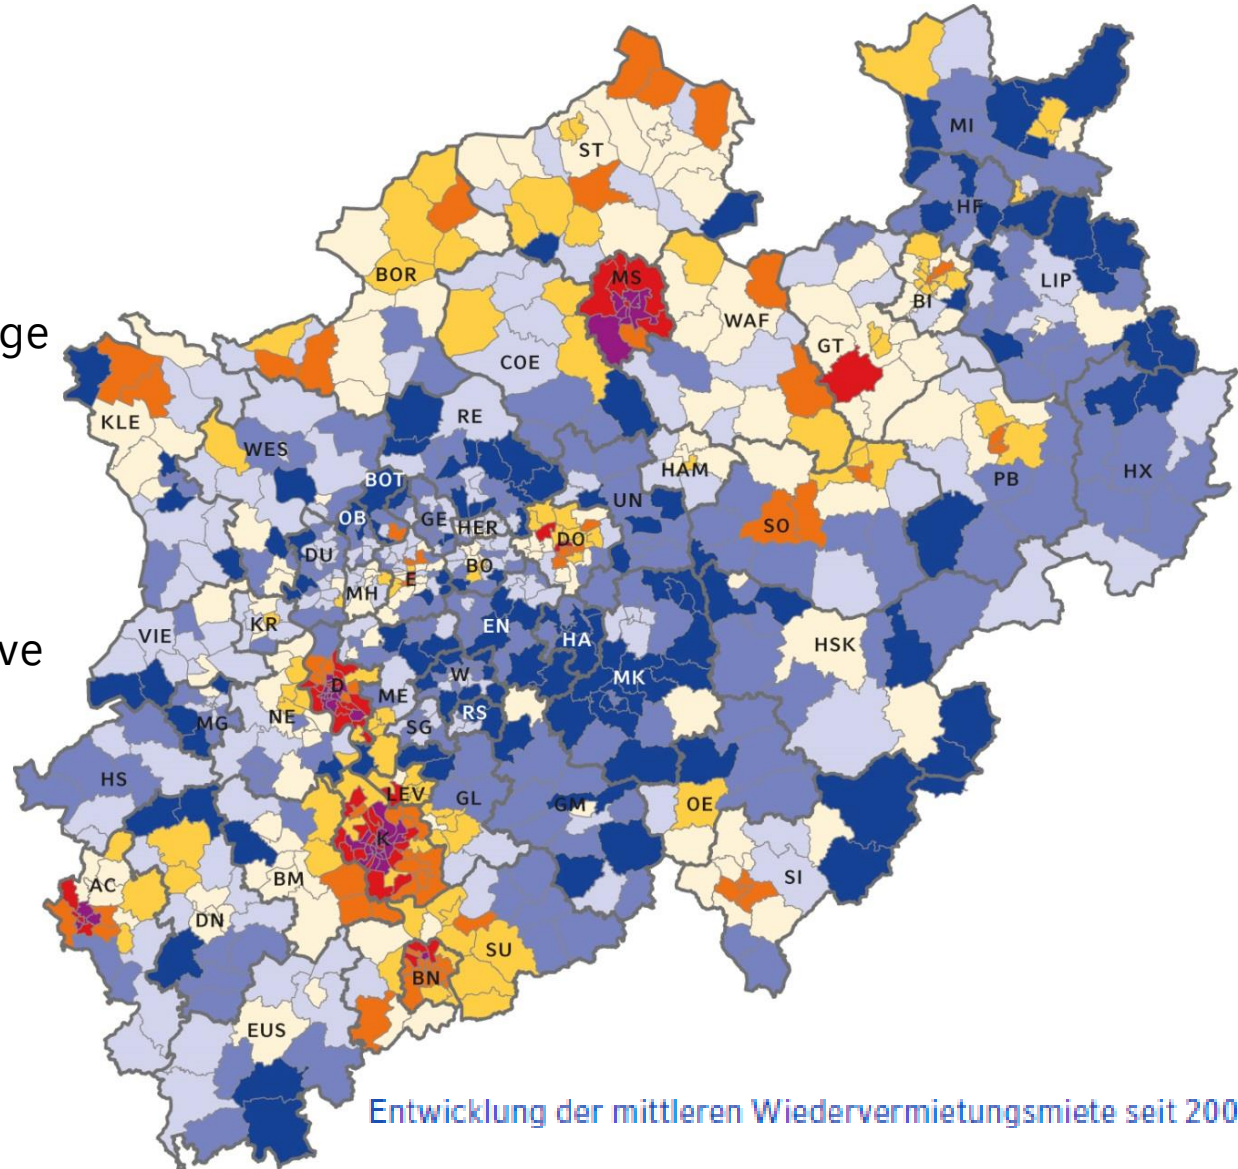 MI
ST
HF
BOR
MS
LIP
BI
ge
WAF
GT
COE
KLE
RE
WES
HAM
BOT
HX
PB
UN
OB
GE
HER
SO
DO
DU
BO
E
MH
KR
EN
VIE
HA
HSK
ve
W
MK
D
ME
RS
NE
MG
SG
HS
LEV
GL
GM
OE
K
SI
BM
AC
DN
SU
BN
EUS
Entwicklung der mittleren Wiedervermietungsmiete seit 200